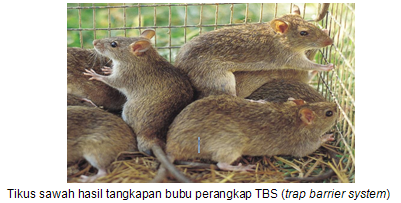 Tikus sawah hasil tangkapan bubu perangkap TBS (trap barrier system)